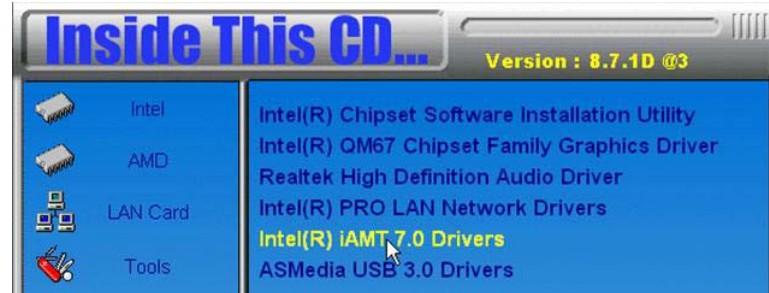 Inside This CD...
Version : 8.7.1D @3
Intel
AMD
LAN Card
Tools
Intel(R) Chipset Software Installation Utility
Intel(R) QM67 Chipset Family Graphics Driver
Realtek High Definition Audio Driver
Intel(R) PRO LAN Network Drivers
Intel(R) iAMT 7.0 Drivers
ASMedia USB 3.0 Drivers